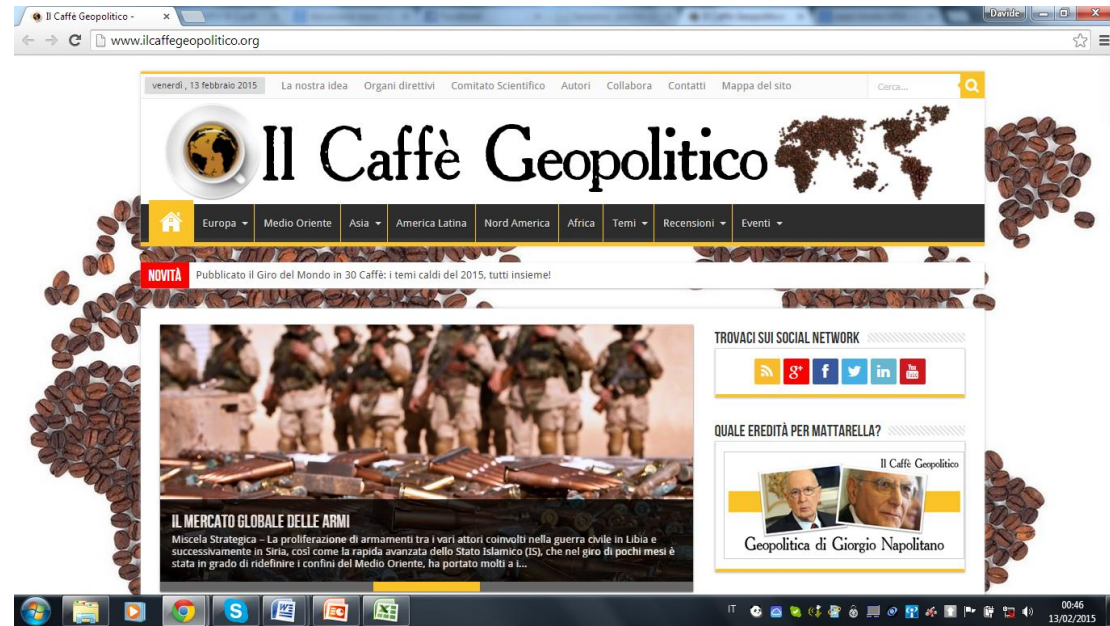 Il Caffè Geopolitico -
Davide
www.ilcaffegeopolitico.org
venerdì , 13 febbraio 2015 La nostra idea Organi direttivi Comitato Scientifico Autori Collabora Contatti Mappa del sito Cerca...
Il Caffè Geopolitico
Europa Medio Oriente Asia America Latina Nord America Africa Temi Recensioni Eventi
NOVITÀ Pubblicato il Giro del Mondo in 30 Caffè: i temi caldi del 2015, tutti insieme!
TROVACI SUI SOCIAL NETWORK
8+ f in You Tube
QUALE EREDITÀ PER MATTARELLA?
Il Caffè Geopolitico
Geopolitica di Giorgio Napolitano
IL MERCATO GLOBALE DELLE ARMI
Miscela Strategica – La proliferazione di armamenti tra i vari attori coinvolti nella guerra civile in Libia e
successivamente in Siria, così come la rapida avanzata dello Stato Islamico (IS), che nel giro di pochi mesi è
stata in grado di ridefinire i confini del Medio Oriente, ha portato molti a i...
IT
00:46
13/02/2015